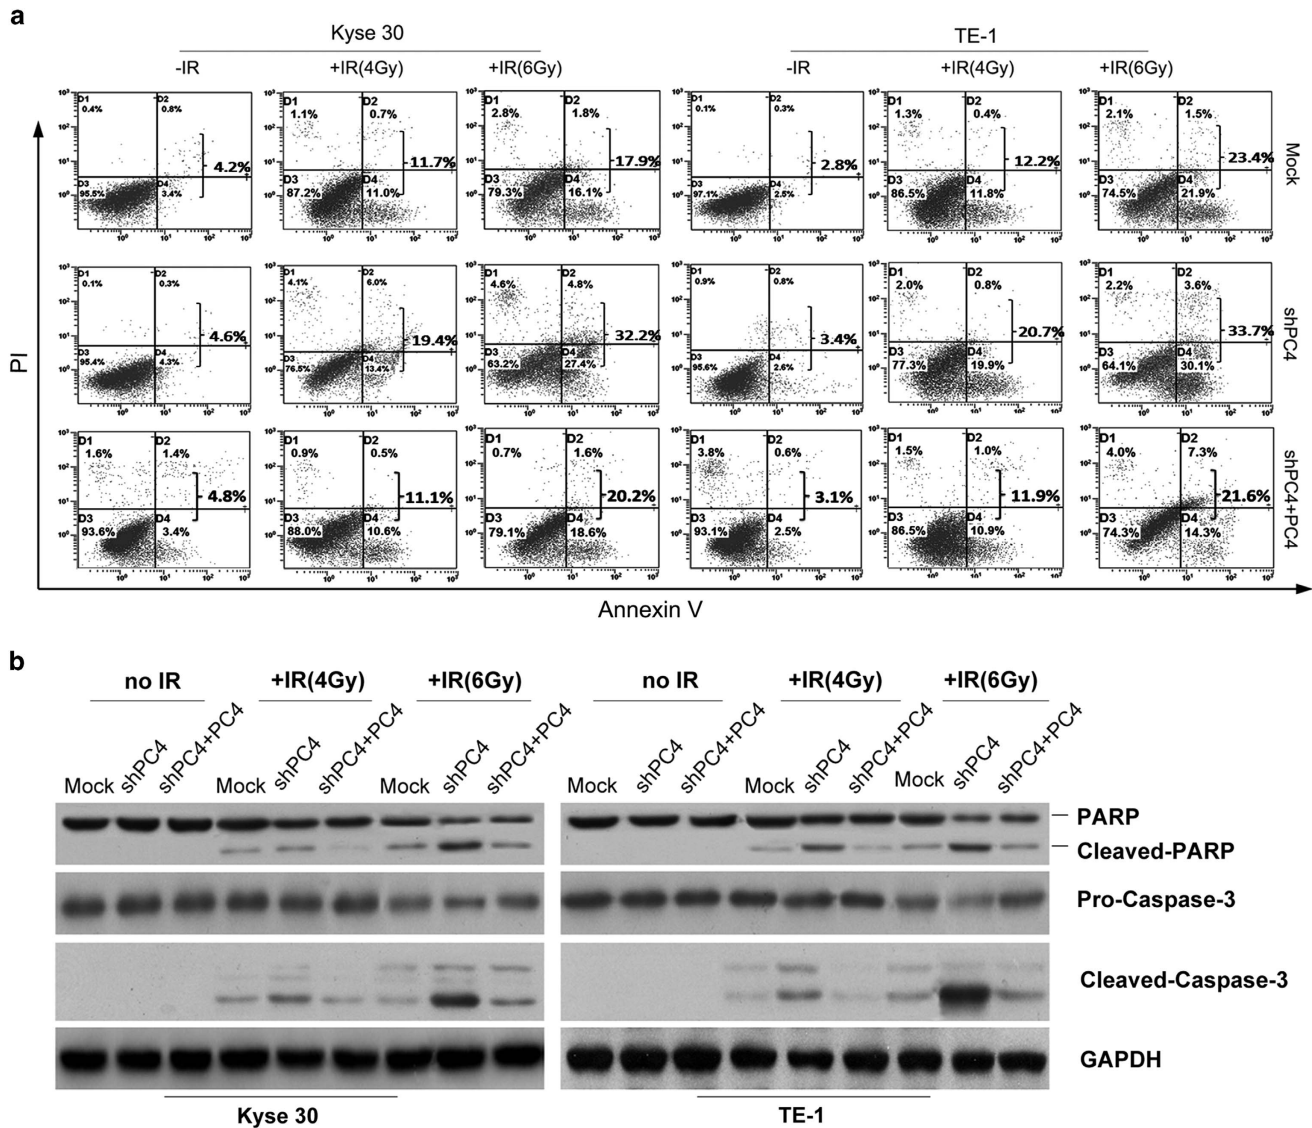 a
Kyse 30 TE-1
-IR +IR(4Gy) +IR(6Gy) -IR +IR(4Gy) +IR(6Gy)
D1 0.4% D2 0.8% D3 95.5% D4 3.4% 4.2%
D1 1.1% D2 0.7% D3 87.2% D4 11.0% 11.7%
D1 2.8% D2 1.8% D3 79.3% D4 16.1% 17.9%
D1 0.1% D2 0.3% D3 97.1% D4 2.5% 2.8%
D1 1.3% D2 0.4% D3 86.5% D4 11.8% 12.2%
D1 2.1% D2 1.5% D3 74.5% D4 21.9% 23.4%
Mock
D1 0.1% D2 0.3% D3 95.4% D4 4.3% 4.6%
D1 4.1% D2 6.0% D3 76.5% D4 13.4% 19.4%
D1 4.6% D2 4.8% D3 63.2% D4 27.4% 32.2%
D1 0.9% D2 0.8% D3 95.6% D4 2.6% 3.4%
D1 2.0% D2 0.8% D3 77.3% D4 19.9% 20.7%
D1 2.2% D2 3.6% D3 64.1% D4 30.1% 33.7%
shPC4
D1 1.6% D2 1.4% D3 93.6% D4 3.4% 4.8%
D1 0.9% D2 0.5% D3 88.0% D4 10.6% 11.1%
D1 0.7% D2 1.6% D3 79.1% D4 18.6% 20.2%
D1 3.8% D2 0.6% D3 93.1% D4 2.5% 3.1%
D1 1.5% D2 1.0% D3 86.5% D4 10.9% 11.9%
D1 4.0% D2 7.3% D3 74.3% D4 14.3% 21.6%
shPC4+PC4
PI
Annexin V
b
no IR +IR(4Gy) +IR(6Gy) no IR +IR(4Gy) +IR(6Gy)
Mock shPC4 shPC4+PC4 Mock shPC4 shPC4+PC4 Mock shPC4 shPC4+PC4 Mock shPC4 shPC4+PC4 Mock shPC4 shPC4+PC4 Mock shPC4 shPC4+PC4
PARP
Cleaved-PARP
Pro-Caspase-3
Cleaved-Caspase-3
GAPDH
Kyse 30 TE-1